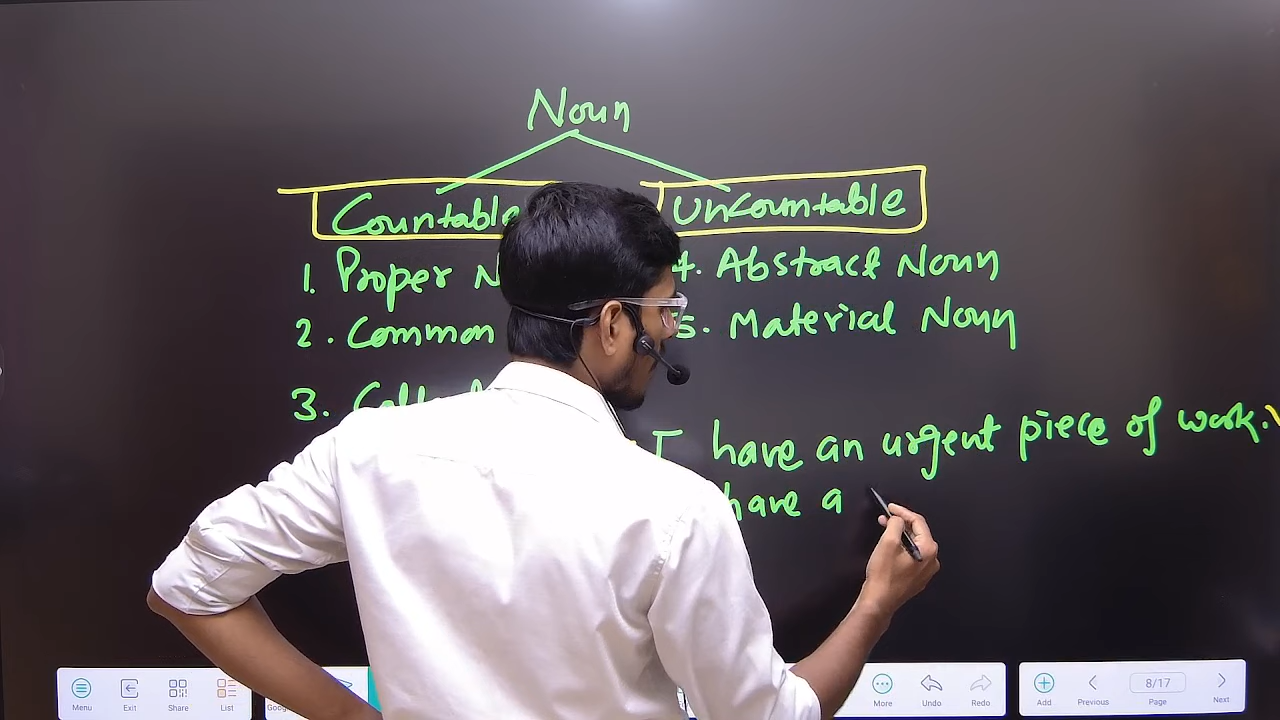 Noun
Countable Uncountable
1. Proper N 4. Abstract Noun
2. Common 5. Material Noun
3.
I have an urgent piece of work.
have a
Menu Exit Share List More Undo Redo Add Previous 8/17 Page Next